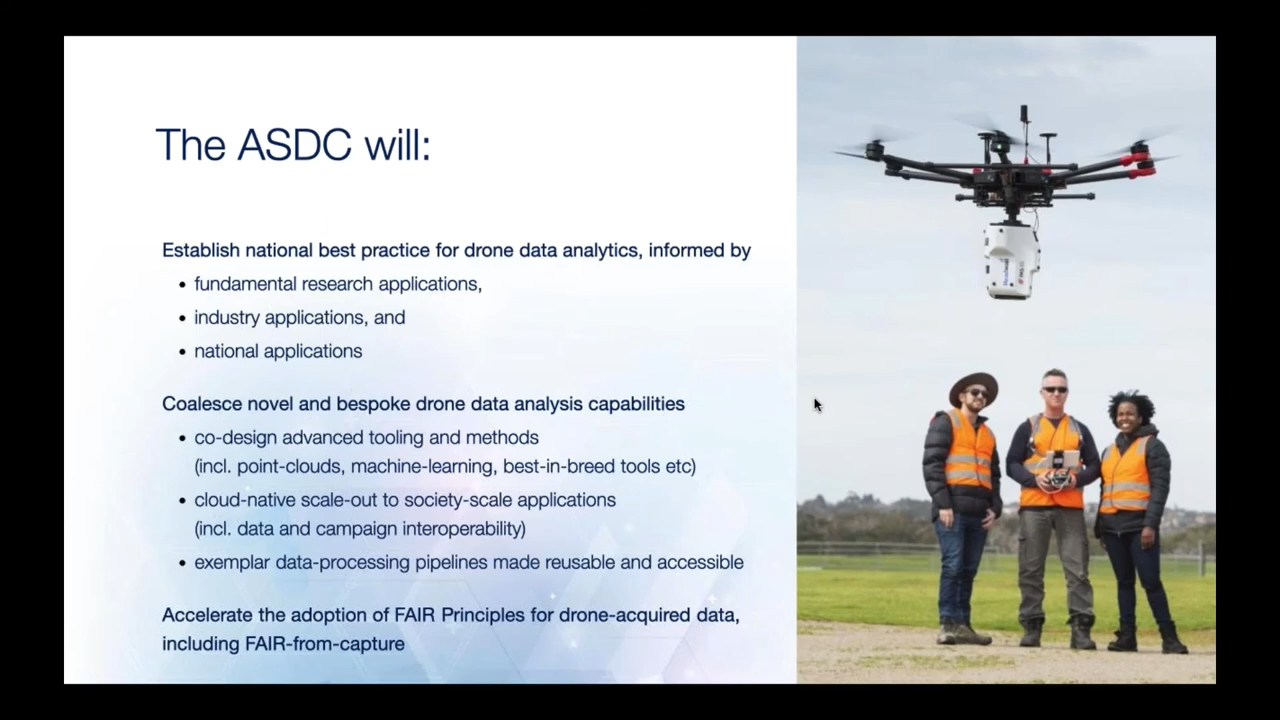 The ASDC will:
Establish national best practice for drone data analytics, informed by
• fundamental research applications,
• industry applications, and
• national applications
Coalesce novel and bespoke drone data analysis capabilities
• co-design advanced tooling and methods
(incl. point-clouds, machine-learning, best-in-breed tools etc)
• cloud-native scale-out to society-scale applications
(incl. data and campaign interoperability)
• exemplar data-processing pipelines made reusable and accessible
Accelerate the adoption of FAIR Principles for drone-acquired data,
including FAIR-from-capture